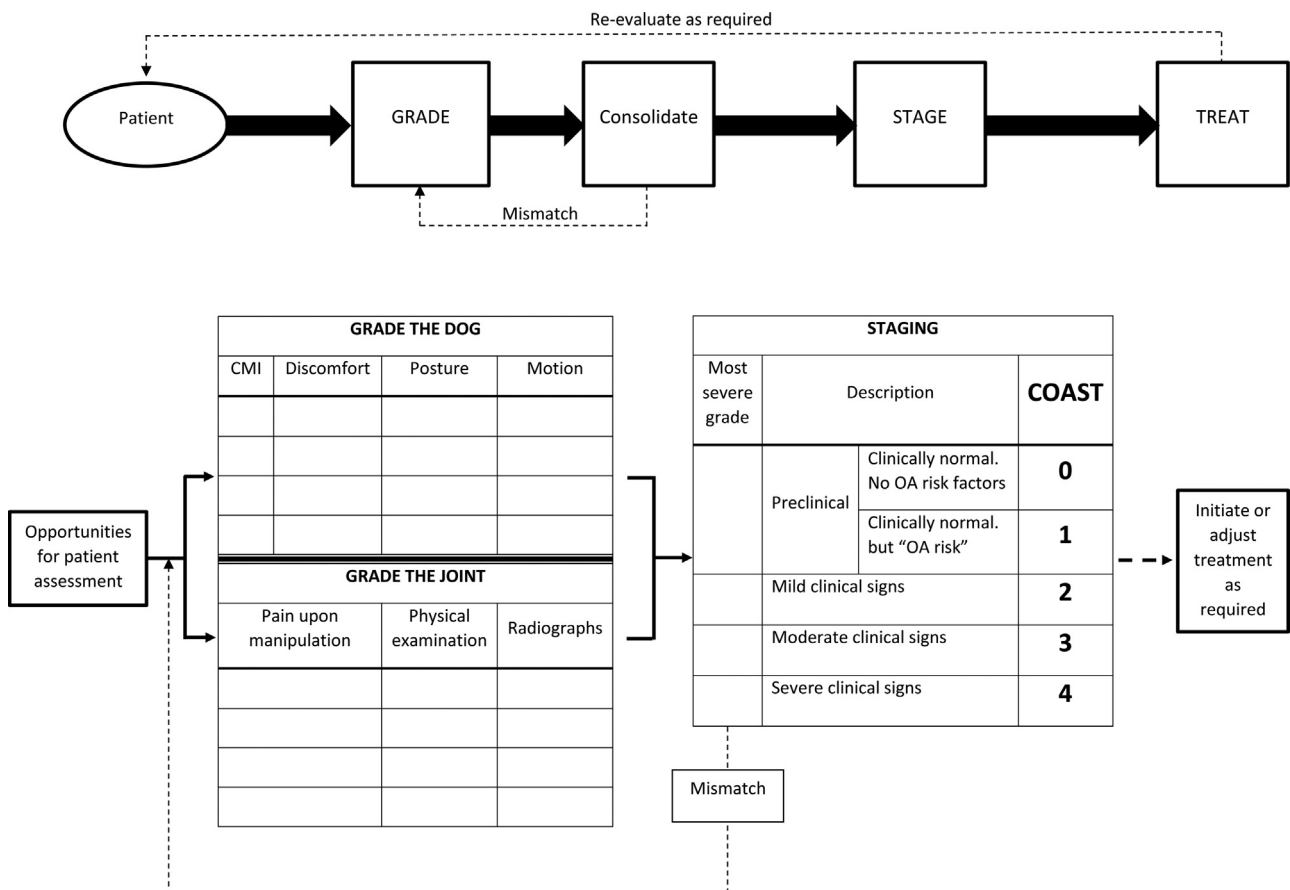 Re-evaluate as required
Patient
GRADE
Consolidate
STAGE
TREAT
Mismatch
GRADE THE DOG
CMI
Discomfort
Posture
Motion
GRADE THE JOINT
Pain upon
manipulation
Physical
examination
Radiographs
Opportunities
for patient
assessment
STAGING
Most
severe
grade
Description
COAST
Preclinical
Clinically normal.
No OA risk factors
0
Clinically normal.
but “OA risk”
1
Mild clinical signs
2
Moderate clinical signs
3
Severe clinical signs
4
Mismatch
Initiate or
adjust
treatment
as
required